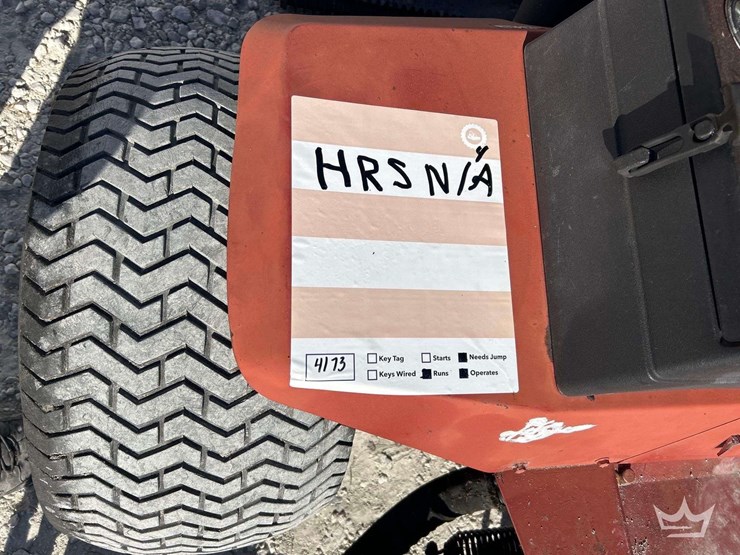 HRS N/A
4173
Key Tag Starts Needs Jump
Keys Wired Runs Operates